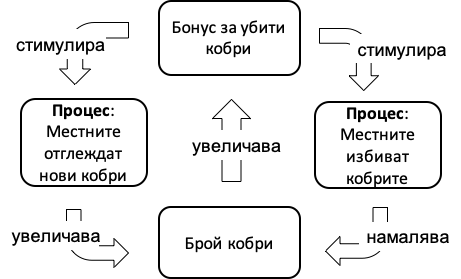 Бонус за убити
кобри
стимулира
стимулира
Процес:
Местните
отглеждат
нови кобри
увеличава
Процес:
Местните
избиват
кобрите
увеличава
Брой кобри
намалява